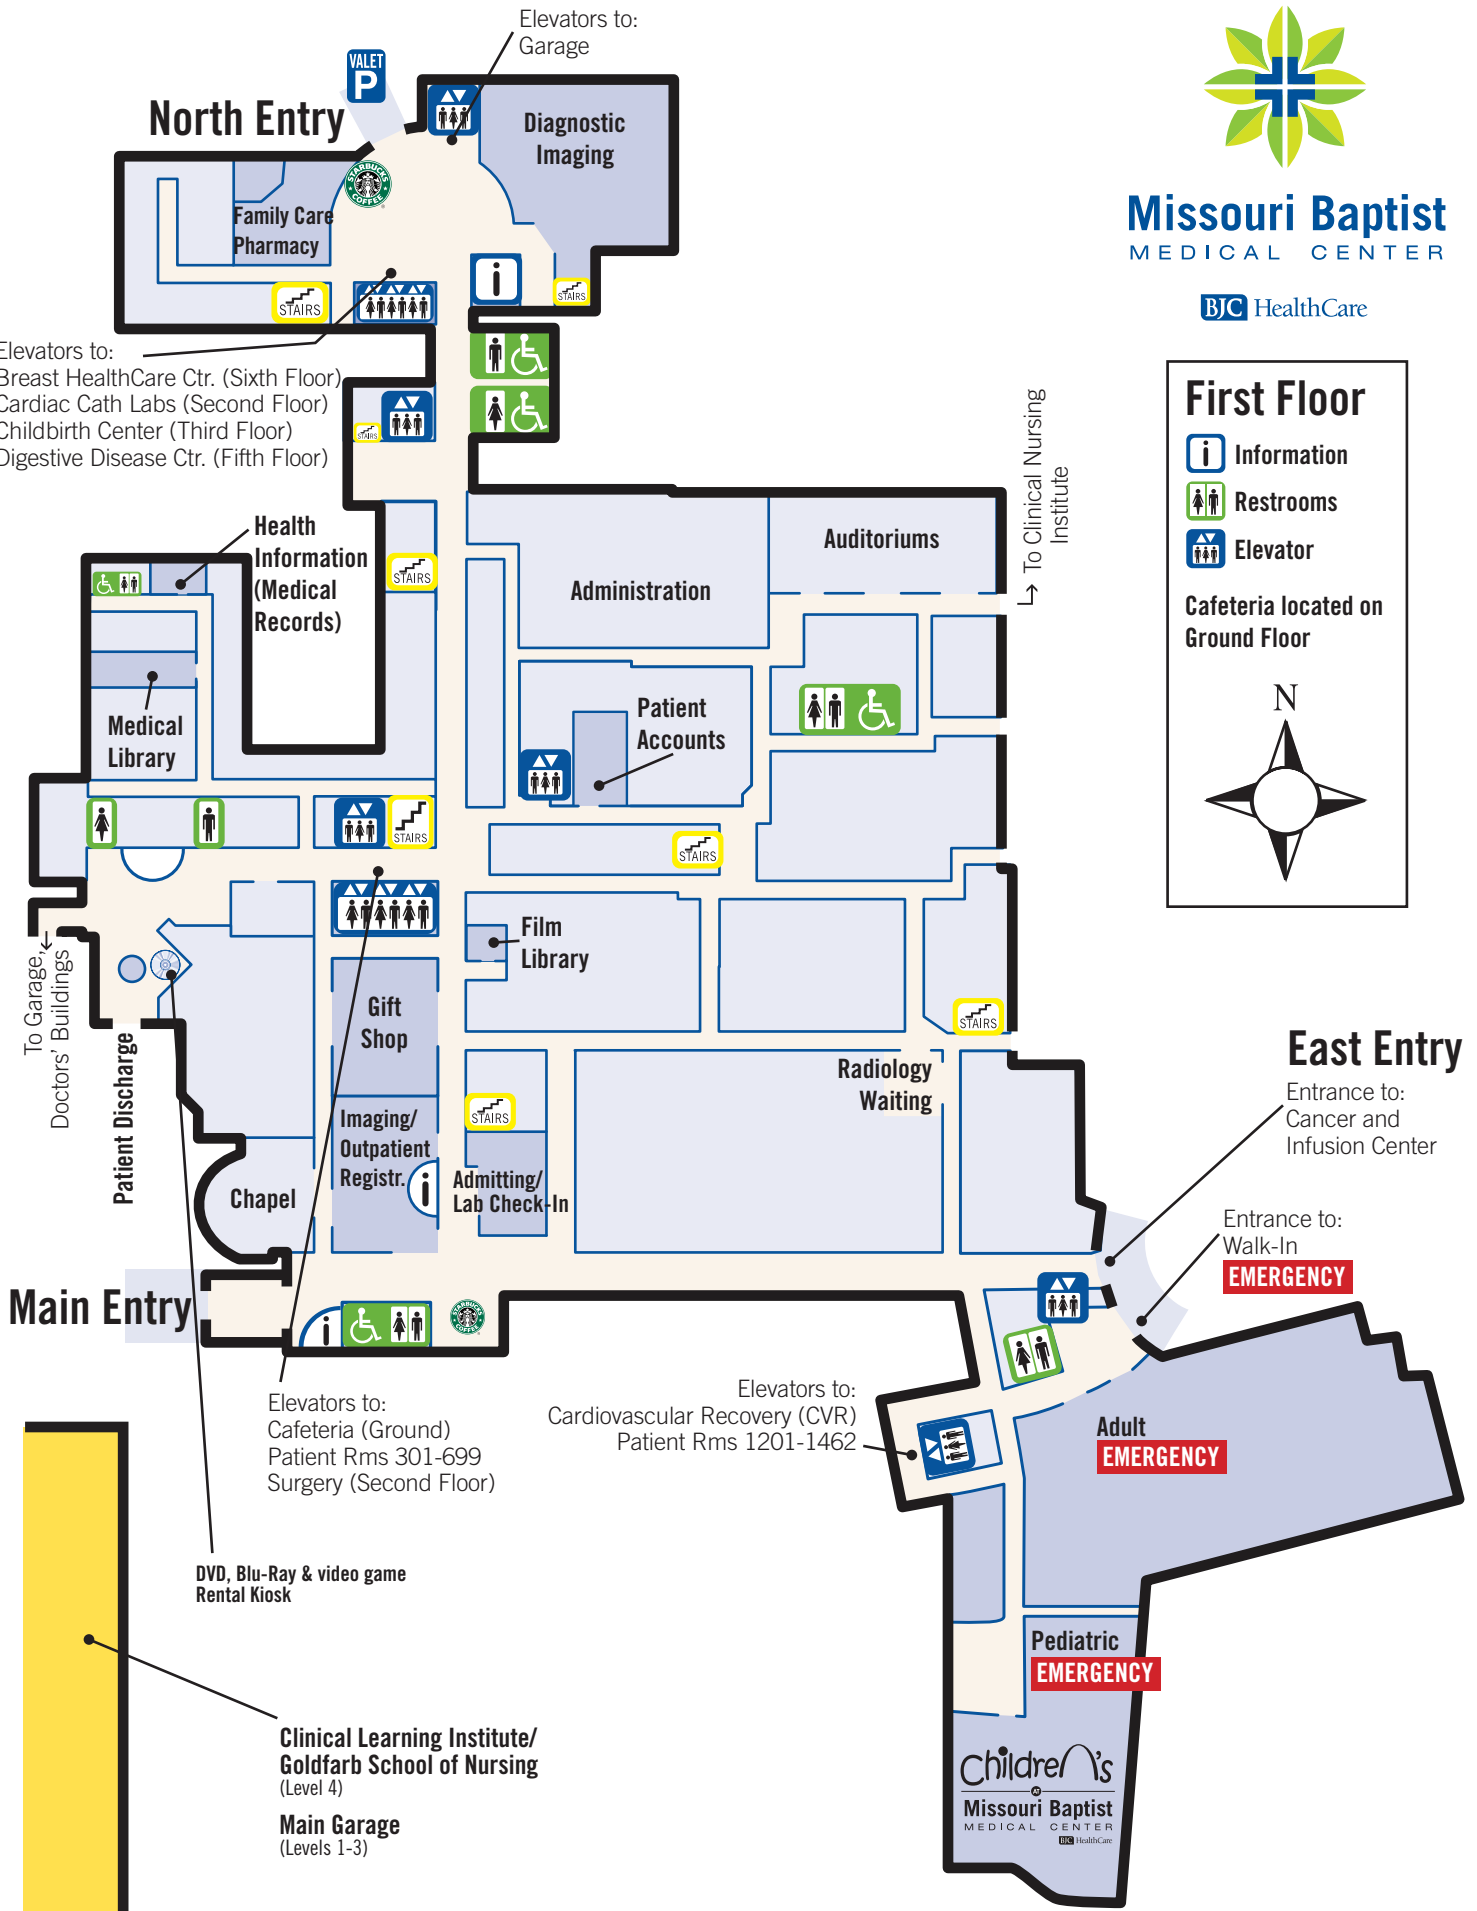 Elevators to:
Garage
VALET
P
North Entry
Diagnostic
Imaging
STARBUCKS
COFFEE
Family Care
Pharmacy
i
STAIRS
STAIRS
Elevators to:
Breast HealthCare Ctr. (Sixth Floor)
Cardiac Cath Labs (Second Floor)
Childbirth Center (Third Floor)
Digestive Disease Ctr. (Fifth Floor)
STAIRS
Missouri Baptist
MEDICAL CENTER
BJC HealthCare
First Floor
i Information
Restrooms
Elevator
Cafeteria located on
Ground Floor
N
To Clinical Nursing
Institute
Health
Information
(Medical
Records)
STAIRS
Administration
Auditoriums
Medical
Library
Patient
Accounts
STAIRS
STAIRS
Film
Library
To Garage,
Doctors' Buildings
Patient Discharge
Gift
Shop
STAIRS
Radiology
Waiting
STAIRS
Imaging/
Outpatient
Registr.
i
Admitting/
Lab Check-In
Chapel
East Entry
Entrance to:
Cancer and
Infusion Center
Entrance to:
Walk-In
EMERGENCY
Main Entry
i
STARBUCKS
COFFEE
Elevators to:
Cafeteria (Ground)
Patient Rms 301-699
Surgery (Second Floor)
Elevators to:
Cardiovascular Recovery (CVR)
Patient Rms 1201-1462
Adult
EMERGENCY
DVD, Blu-Ray & video game
Rental Kiosk
Pediatric
EMERGENCY
Clinical Learning Institute/
Goldfarb School of Nursing
(Level 4)
Main Garage
(Levels 1-3)
Children's
AT
Missouri Baptist
MEDICAL CENTER
BJC HealthCare